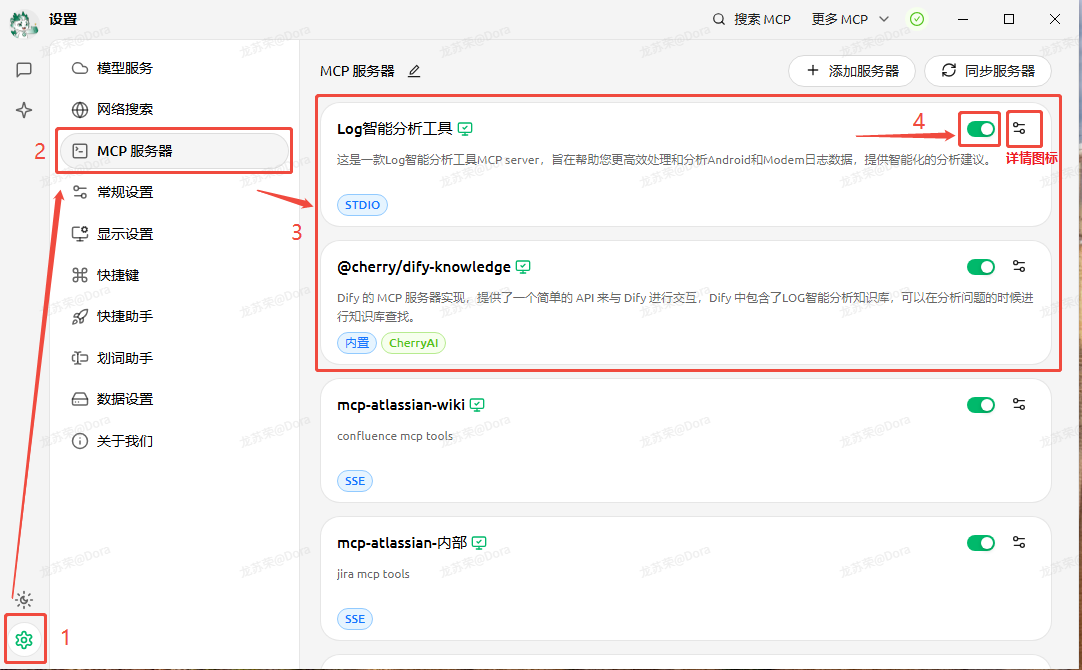 设置
搜索 MCP
更多 MCP
模型服务
网络搜索
MCP 服务器
常规设置
显示设置
快捷键
快捷助手
划词助手
数据设置
关于我们
1
2
3
4
MCP 服务器
添加服务器
同步服务器
Log智能分析工具
详情图标
这是一款Log智能分析工具MCP server，旨在帮助您更高效处理和分析Android和Modem日志数据，提供智能化的分析建议。
STDIO
@cherry/dify-knowledge
Dify 的 MCP 服务器实现，提供了一个简单的 API 来与 Dify 进行交互，Dify 中包含了LOG智能分析知识库，可以在分析问题的时候进
行知识库查找。
内置
CherryAI
mcp-atlassian-wiki
confluence mcp tools
SSE
mcp-atlassian-内部
jira mcp tools
SSE
龙苏荣@Dora